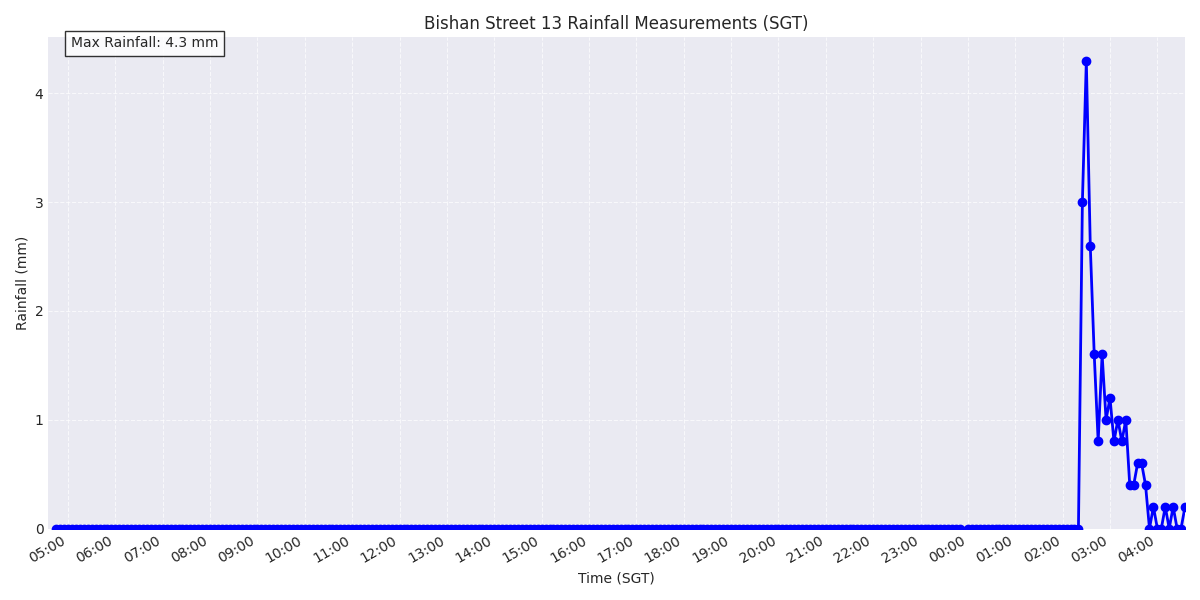 Bishan Street 13 Rainfall Measurements (SGT)
Max Rainfall: 4.3 mm
4
3
2
1
0
Rainfall (mm)
05:00 06:00 07:00 08:00 09:00 10:00 11:00 12:00 13:00 14:00 15:00 16:00 17:00 18:00 19:00 20:00 21:00 22:00 23:00 00:00 01:00 02:00 03:00 04:00
Time (SGT)